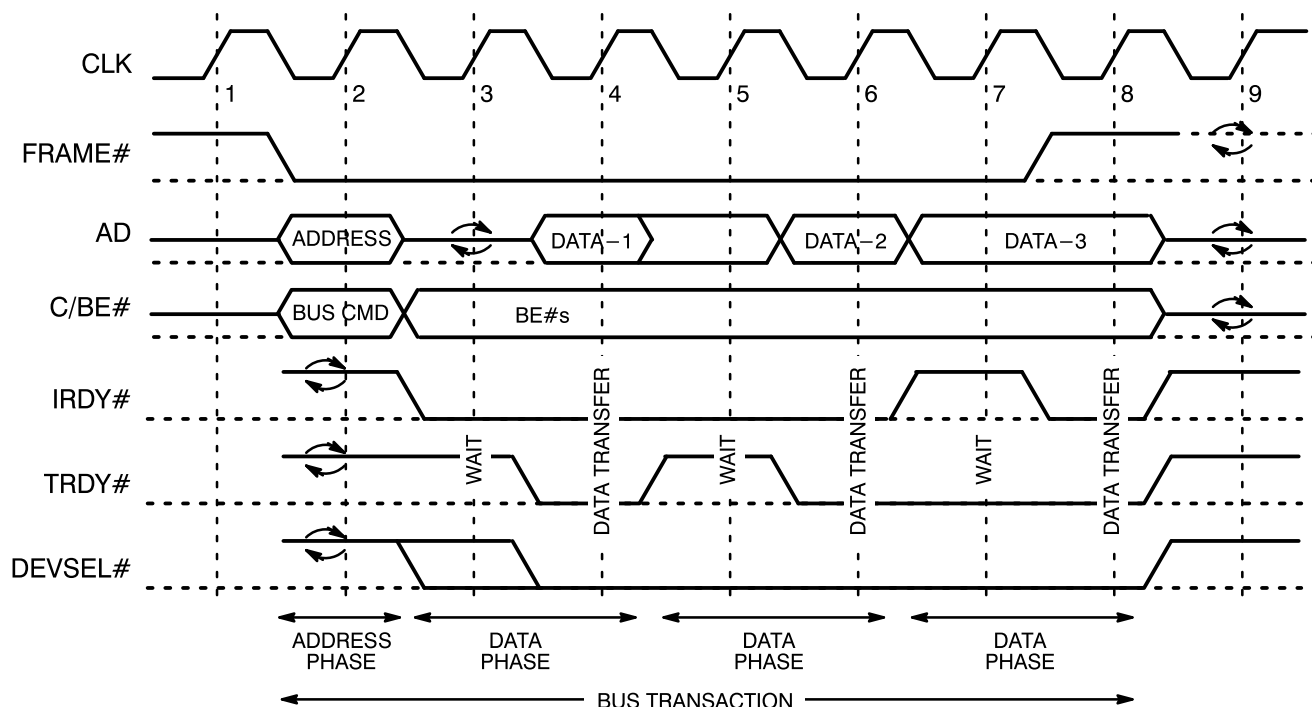 CLK
1 2 3 4 5 6 7 8 9
FRAME#
AD
ADDRESS DATA−1 DATA−2 DATA−3
C/BE#
BUS CMD BE#s
IRDY#
TRDY#
WAIT
DATA TRANSFER
WAIT
DATA TRANSFER
WAIT
DATA TRANSFER
DEVSEL#
ADDRESS
PHASE
DATA
PHASE
DATA
PHASE
DATA
PHASE
BUS TRANSACTION